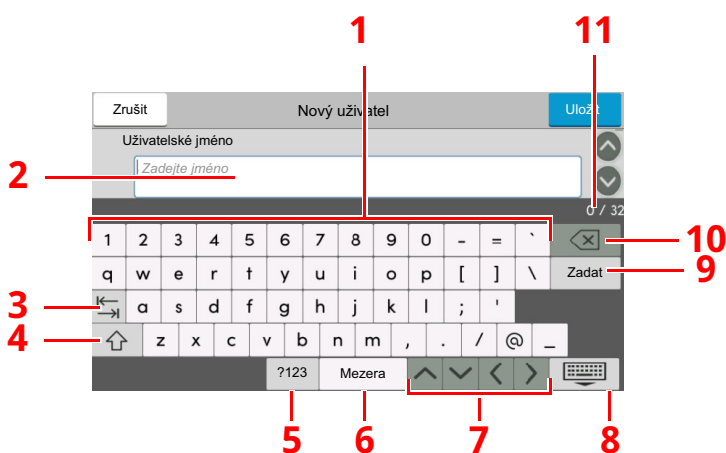 1 11
Zrušit Nový uživatel Uložit
Uživatelské jméno
2 Zadejte jméno
0 / 32
1 2 3 4 5 6 7 8 9 0 - = ` 10
q w e r t y u i o p [ ] \ Zadat 9
3 a s d f g h j k l ; '
4 z x c v b n m , . / @ _
?123 Mezera
5 6 7 8